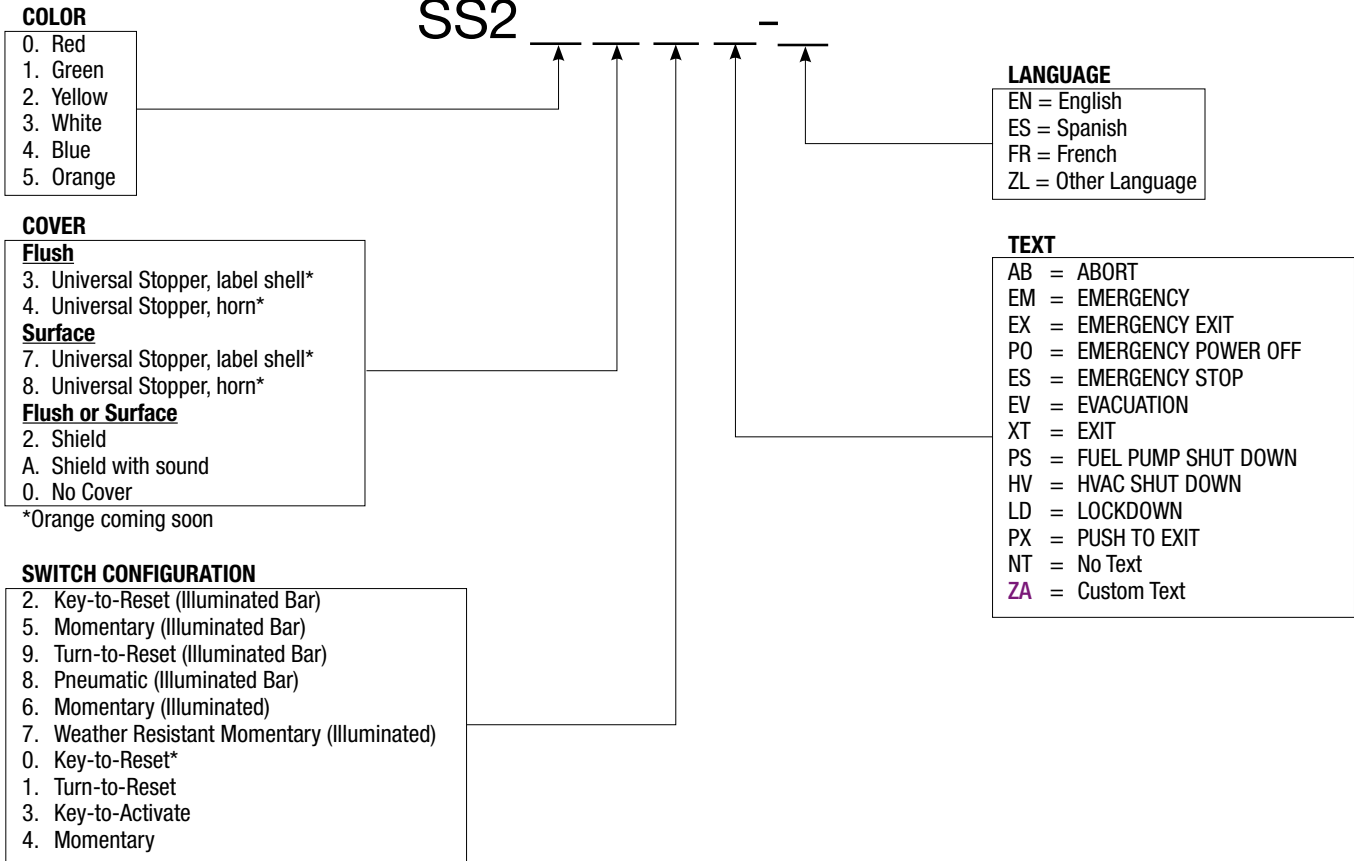 SS2 __ __ __ __ - __
COLOR
0. Red
1. Green
2. Yellow
3. White
4. Blue
5. Orange
COVER
Flush
3. Universal Stopper, label shell*
4. Universal Stopper, horn*
Surface
7. Universal Stopper, label shell*
8. Universal Stopper, horn*
Flush or Surface
2. Shield
A. Shield with sound
0. No Cover
*Orange coming soon
SWITCH CONFIGURATION
2. Key-to-Reset (Illuminated Bar)
5. Momentary (Illuminated Bar)
9. Turn-to-Reset (Illuminated Bar)
8. Pneumatic (Illuminated Bar)
6. Momentary (Illuminated)
7. Weather Resistant Momentary (Illuminated)
0. Key-to-Reset*
1. Turn-to-Reset
3. Key-to-Activate
4. Momentary
LANGUAGE
EN = English
ES = Spanish
FR = French
ZL = Other Language
TEXT
AB = ABORT
EM = EMERGENCY
EX = EMERGENCY EXIT
PO = EMERGENCY POWER OFF
ES = EMERGENCY STOP
EV = EVACUATION
XT = EXIT
PS = FUEL PUMP SHUT DOWN
HV = HVAC SHUT DOWN
LD = LOCKDOWN
PX = PUSH TO EXIT
NT = No Text
ZA = Custom Text